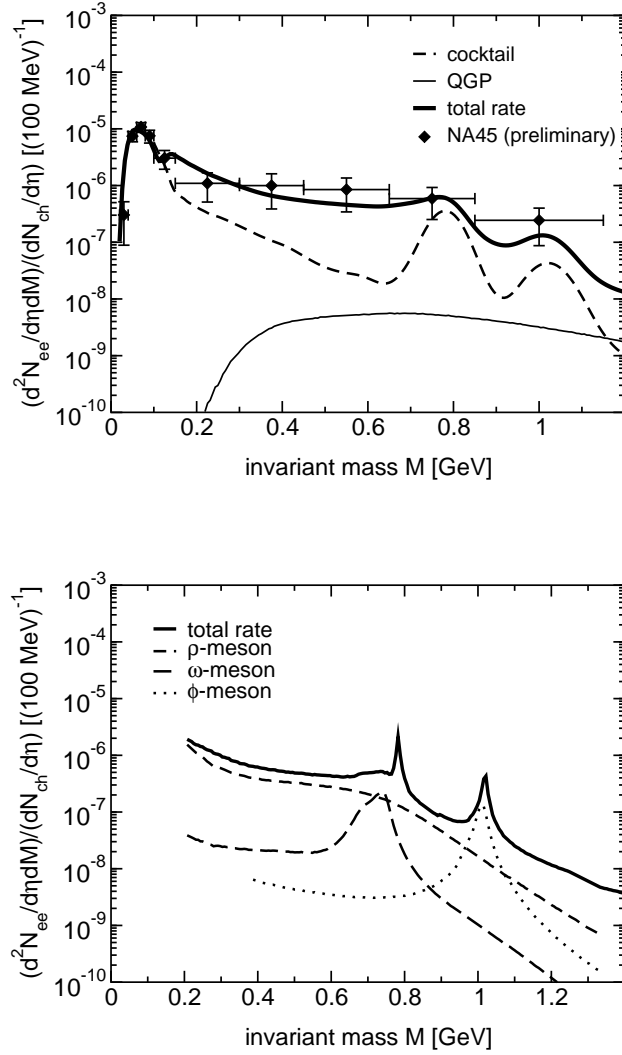 10^-3
10^-4
10^-5
10^-6
10^-7
10^-8
10^-9
10^-10
(d^2N_ee/dηdM)/(dN_ch/dη) [(100 MeV)^-1]
cocktail
QGP
total rate
NA45 (preliminary)
0 0.2 0.4 0.6 0.8 1
invariant mass M [GeV]
10^-3
10^-4
10^-5
10^-6
10^-7
10^-8
10^-9
10^-10
(d^2N_ee/dηdM)/(dN_ch/dη) [(100 MeV)^-1]
total rate
ρ-meson
ω-meson
ϕ-meson
0 0.2 0.4 0.6 0.8 1 1.2
invariant mass M [GeV]